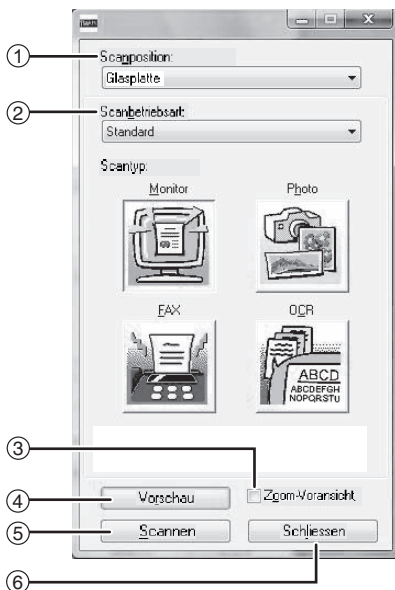 ① Scanposition:
Glasplatte
② Scanbetriebsart:
Standard
Scantyp:
Monitor Photo
FAX OCR
ABCD
ABCDEFGH
NOPQRSTU
③
④ Vorschau Zoom-Voransicht
⑤ Scannen Schliessen
⑥